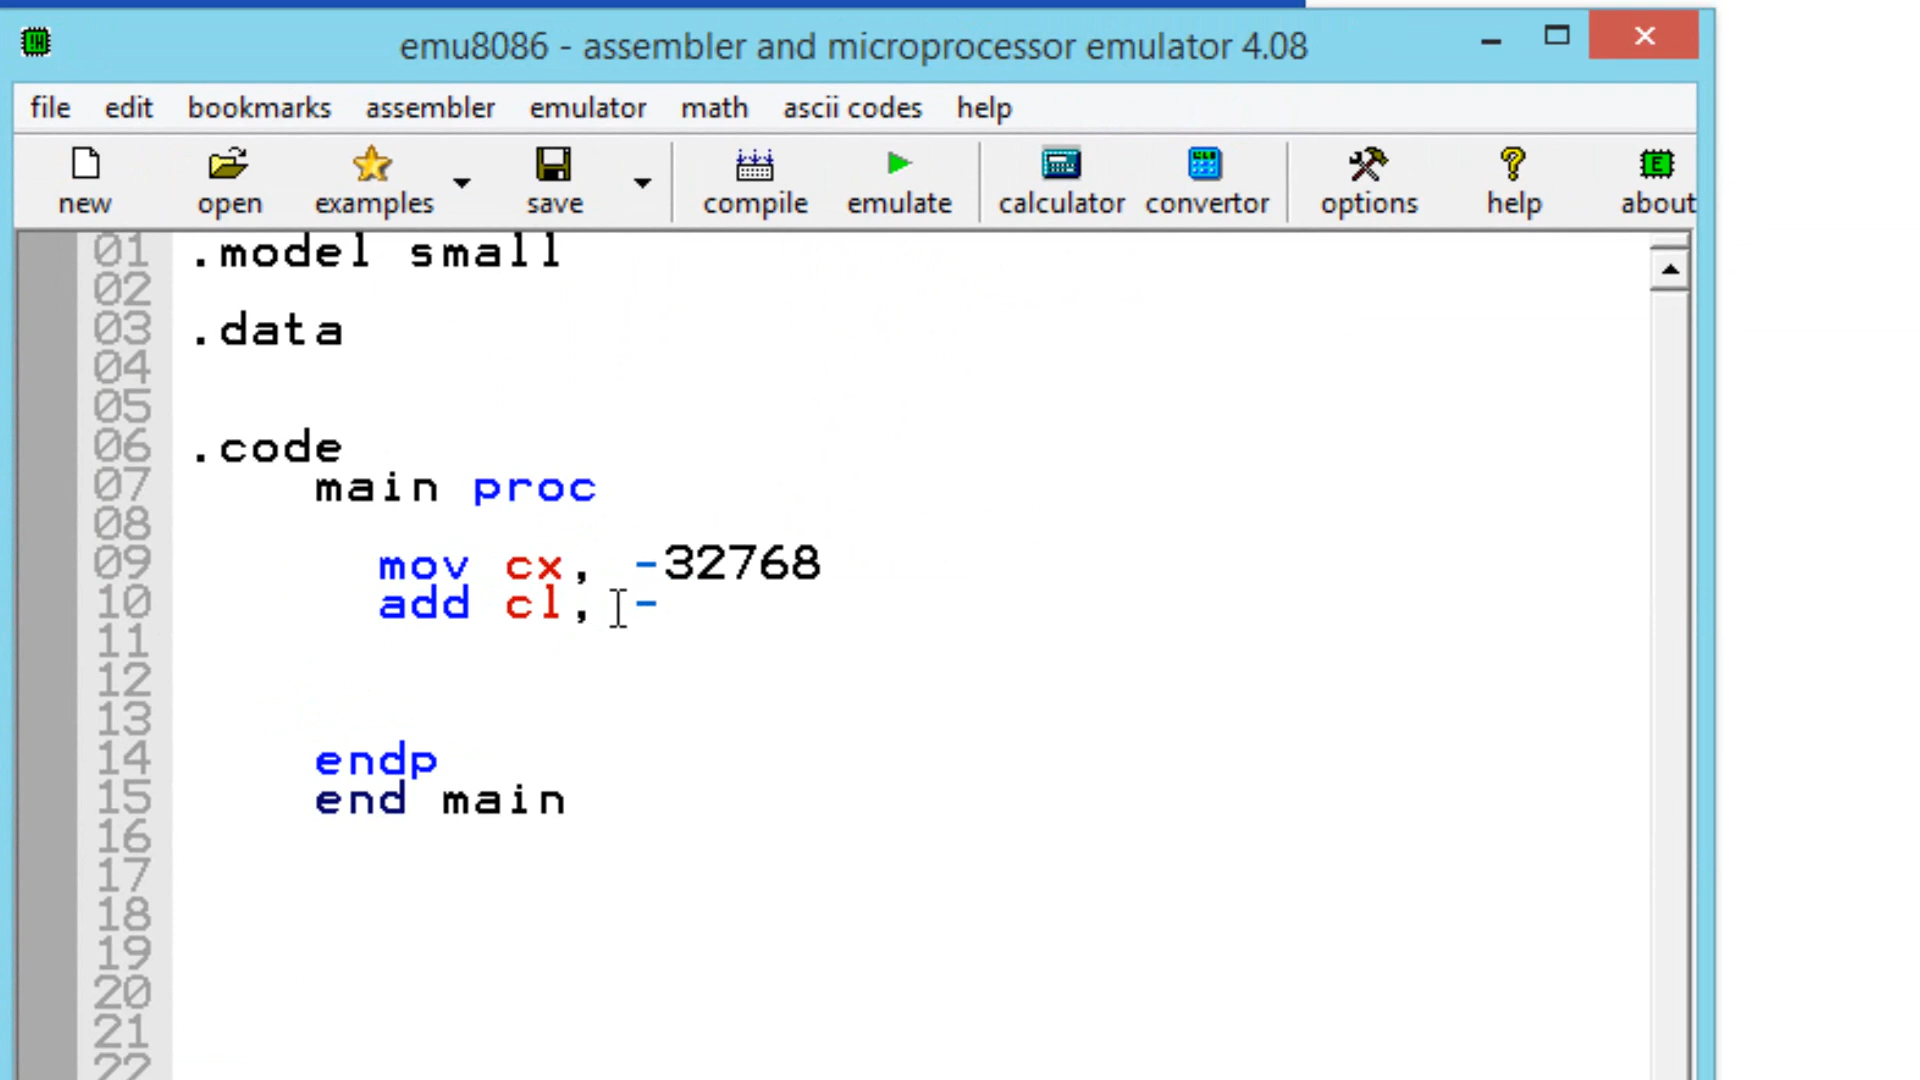 emu8086 - assembler and microprocessor emulator 4.08
file edit bookmarks assembler emulator math ascii codes help
new open examples save compile emulate calculator convertor options help about
01 .model small
02
03 .data
04
05
06 .code
07 main proc
08
09 mov cx, -32768
10 add cl, -
11
12
13
14 endp
15 end main
16
17
18
19
20
21
22